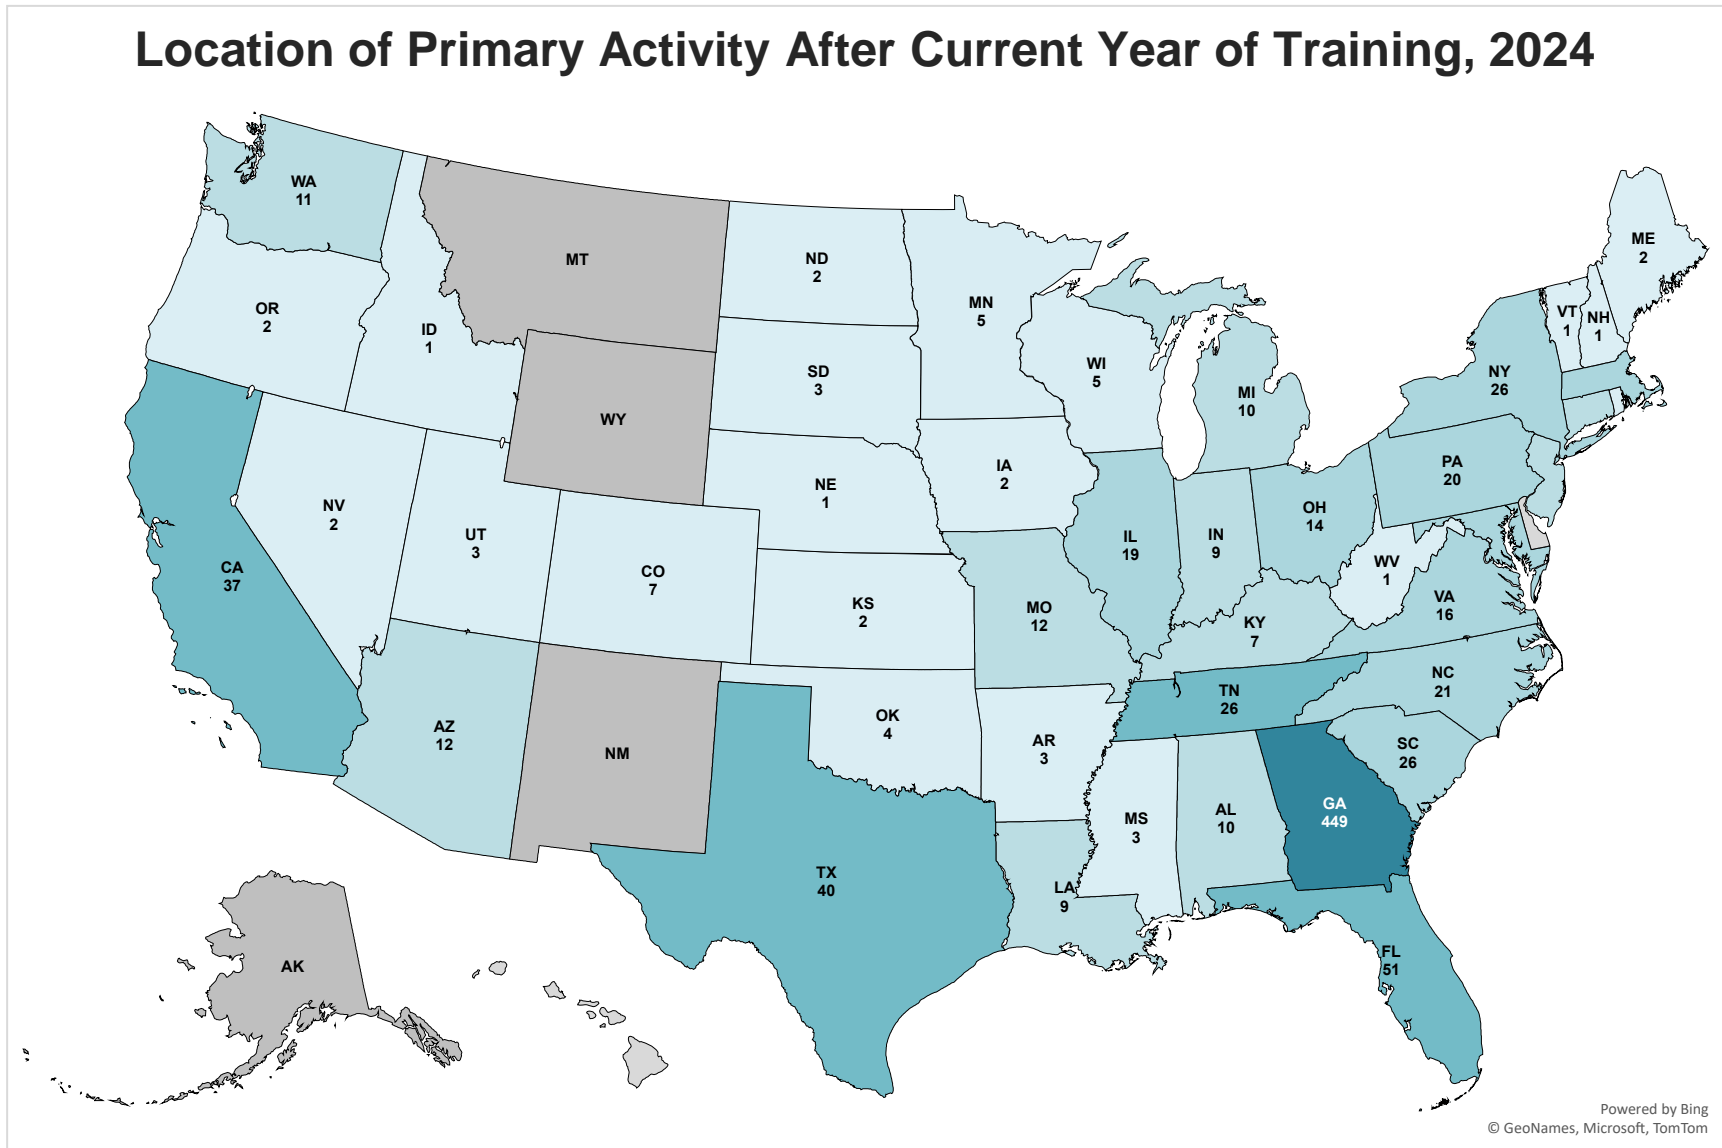 Location of Primary Activity After Current Year of Training, 2024
WA
11
MT
ND
2
MN
5
ME
2
OR
2
ID
1
VT
1
NH
1
SD
3
WI
5
NY
26
MI
10
WY
IA
2
PA
20
NE
1
NV
2
UT
3
OH
14
IL
19
IN
9
CA
37
CO
7
WV
1
KS
2
MO
12
VA
16
KY
7
NC
21
TN
26
AZ
12
OK
4
AR
3
SC
26
NM
GA
449
MS
3
AL
10
TX
40
LA
9
FL
51
AK
Powered by Bing
© GeoNames, Microsoft, TomTom